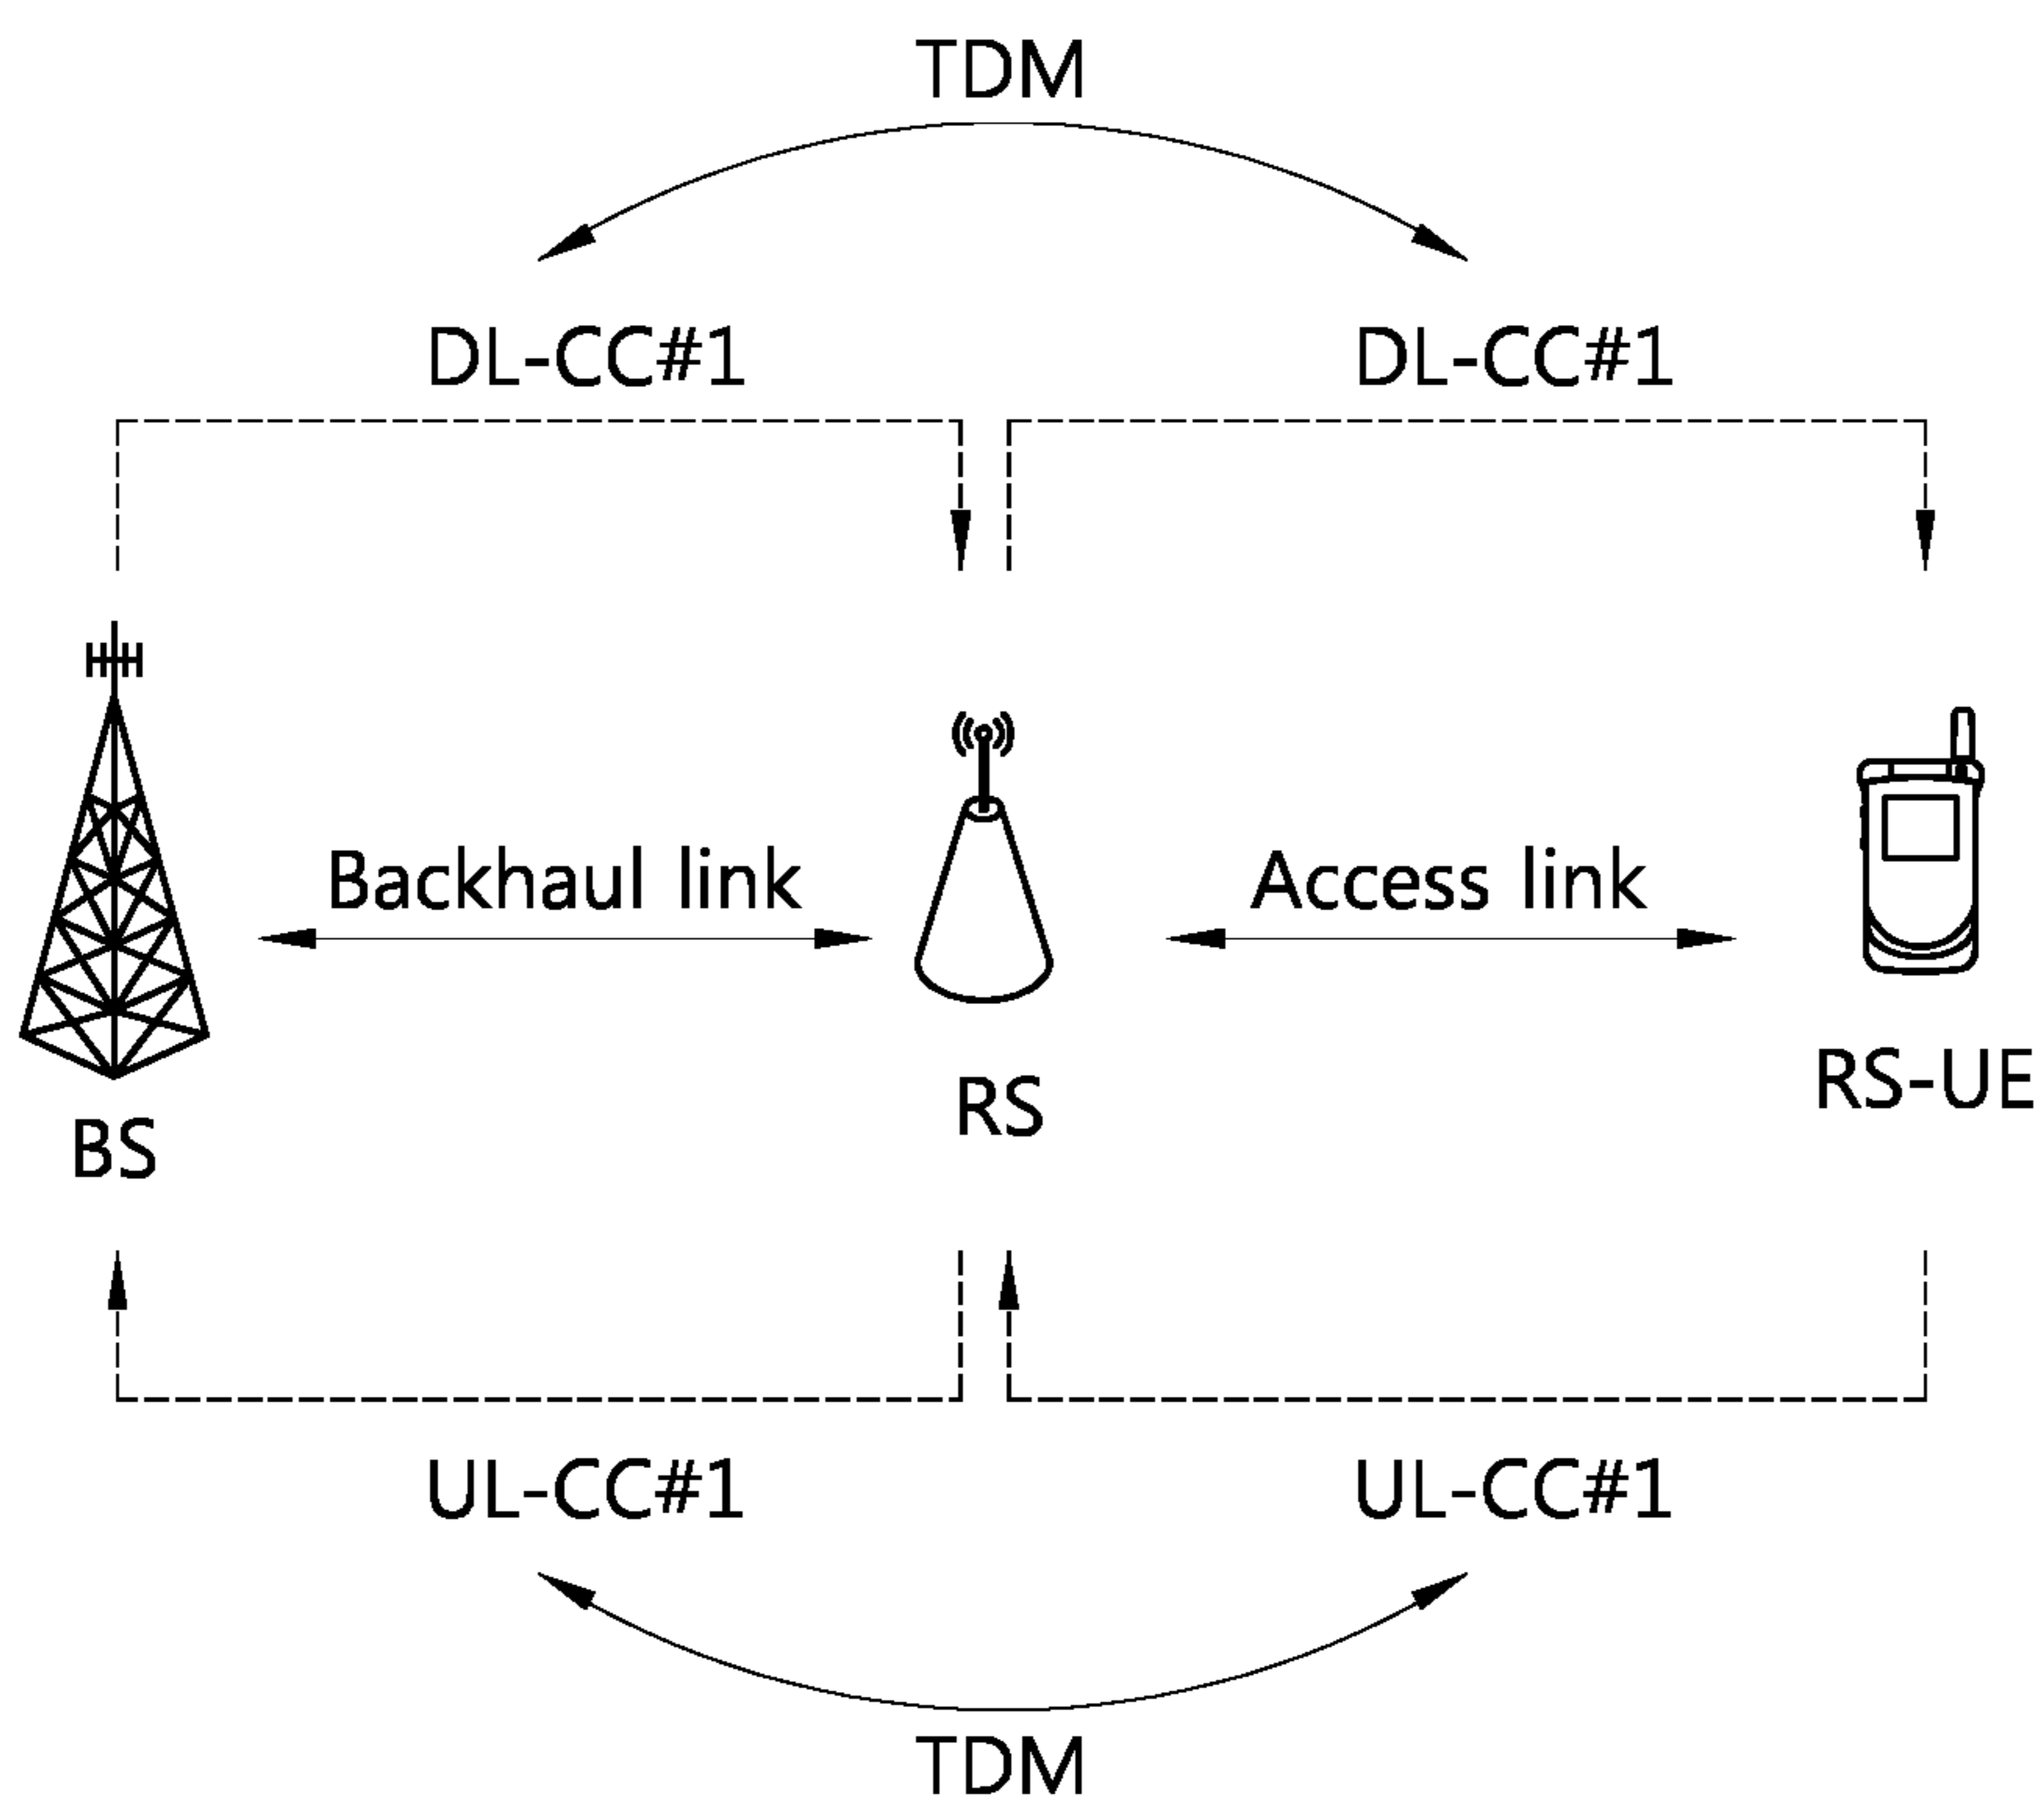 TDM
DL-CC#1
DL-CC#1
Backhaul link
Access link
BS
RS
RS-UE
UL-CC#1
UL-CC#1
TDM